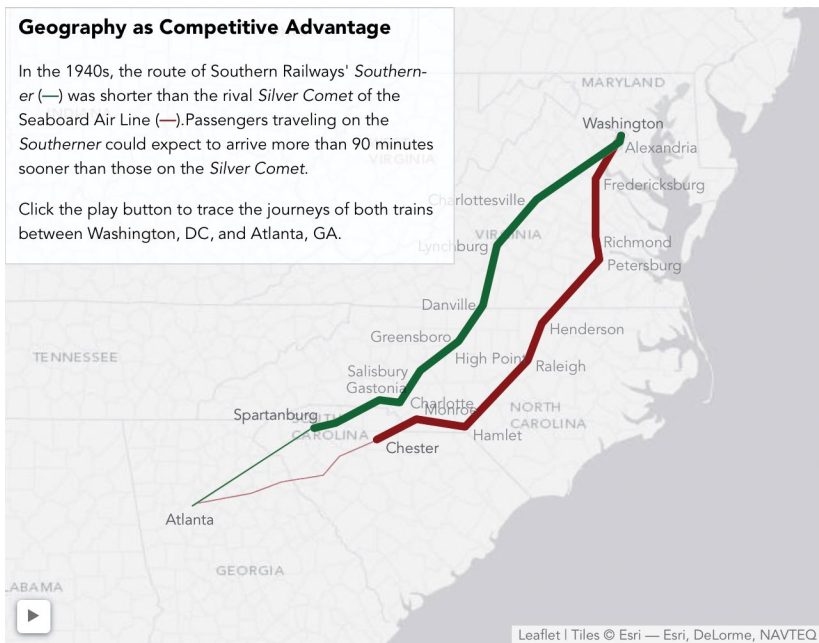 Geography as Competitive Advantage
In the 1940s, the route of Southern Railways' Southern-
er (—) was shorter than the rival Silver Comet of the
Seaboard Air Line (—).Passengers traveling on the
Southerner could expect to arrive more than 90 minutes
sooner than those on the Silver Comet.
Click the play button to trace the journeys of both trains
between Washington, DC, and Atlanta, GA.
MARYLAND
Washington
Alexandria
VIRGINIA
Fredericksburg
Charlottesville
VIRGINIA
Lynchburg
Richmond
Petersburg
Danville
Henderson
Greensboro
TENNESSEE
High Point
Raleigh
Salisbury
Gastonia
Charlotte
Monroe
NORTH
CAROLINA
Spartanburg
SOUTH
CAROLINA
Hamlet
Chester
Atlanta
GEORGIA
LABAMA
Leaflet | Tiles © Esri — Esri, DeLorme, NAVTEQ